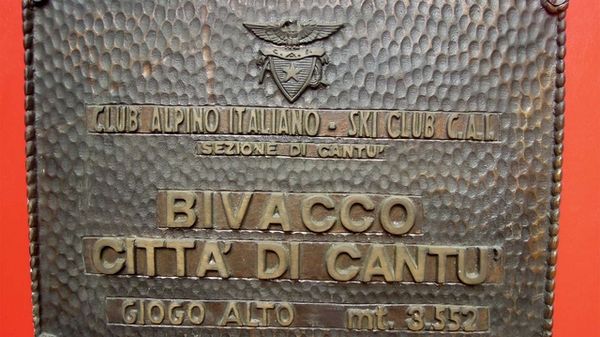 C.A.I.
CLUB ALPINO ITALIANO - SKI CLUB C.A.I.
SEZIONE DI CANTU'
BIVACCO
CITTA' DI CANTU'
GIOGO ALTO mt. 3.552